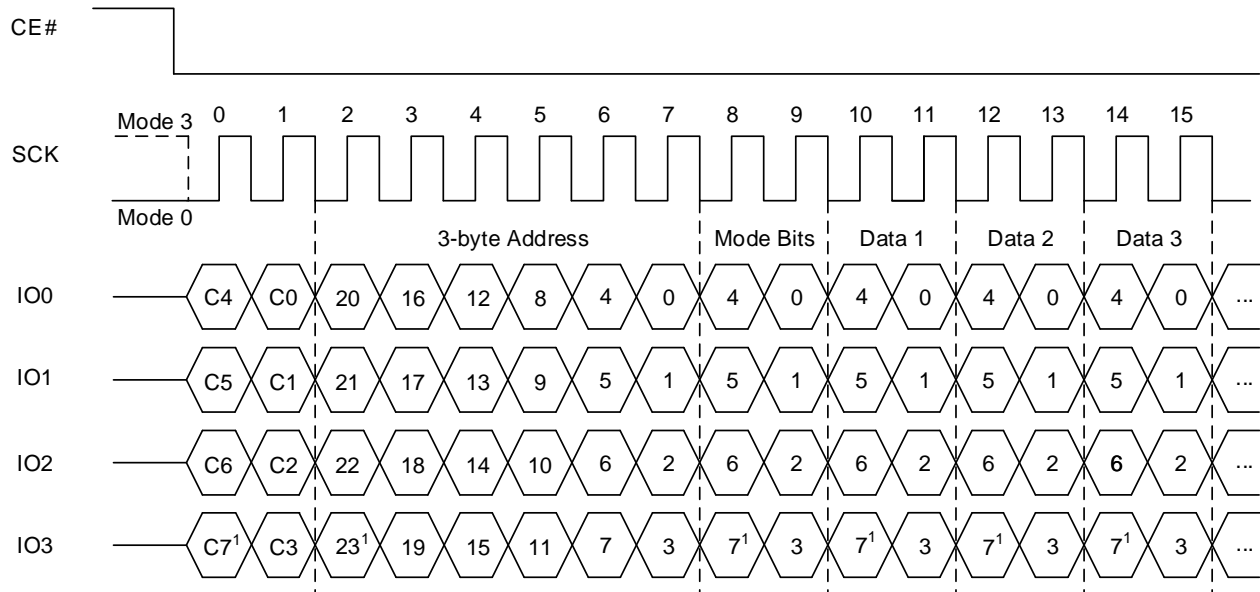 CE#
Mode 3 0 1 2 3 4 5 6 7 8 9 10 11 12 13 14 15
SCK
Mode 0
3-byte Address Mode Bits Data 1 Data 2 Data 3
IO0 C4 C0 20 16 12 8 4 0 4 0 4 0 4 0 4 0 ...
IO1 C5 C1 21 17 13 9 5 1 5 1 5 1 5 1 5 1 ...
IO2 C6 C2 22 18 14 10 6 2 6 2 6 2 6 2 6 2 ...
IO3 C7¹ C3 23¹ 19 15 11 7 3 7¹ 3 7¹ 3 7¹ 3 7¹ 3 ...